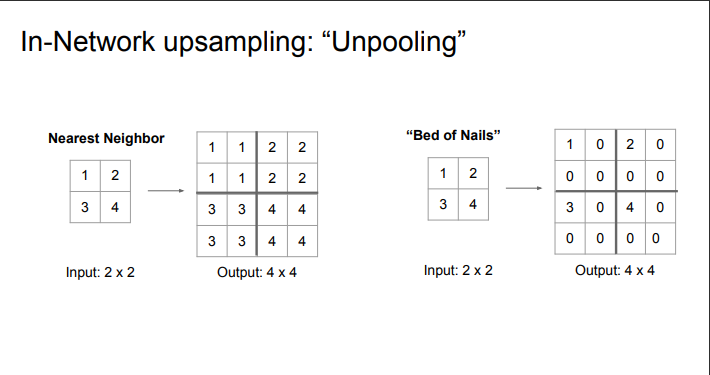 In-Network upsampling: “Unpooling”
Nearest Neighbor
1 2
3 4
Input: 2 x 2
1 1 2 2
1 1 2 2
3 3 4 4
3 3 4 4
Output: 4 x 4
“Bed of Nails”
1 2
3 4
Input: 2 x 2
1 0 2 0
0 0 0 0
3 0 4 0
0 0 0 0
Output: 4 x 4